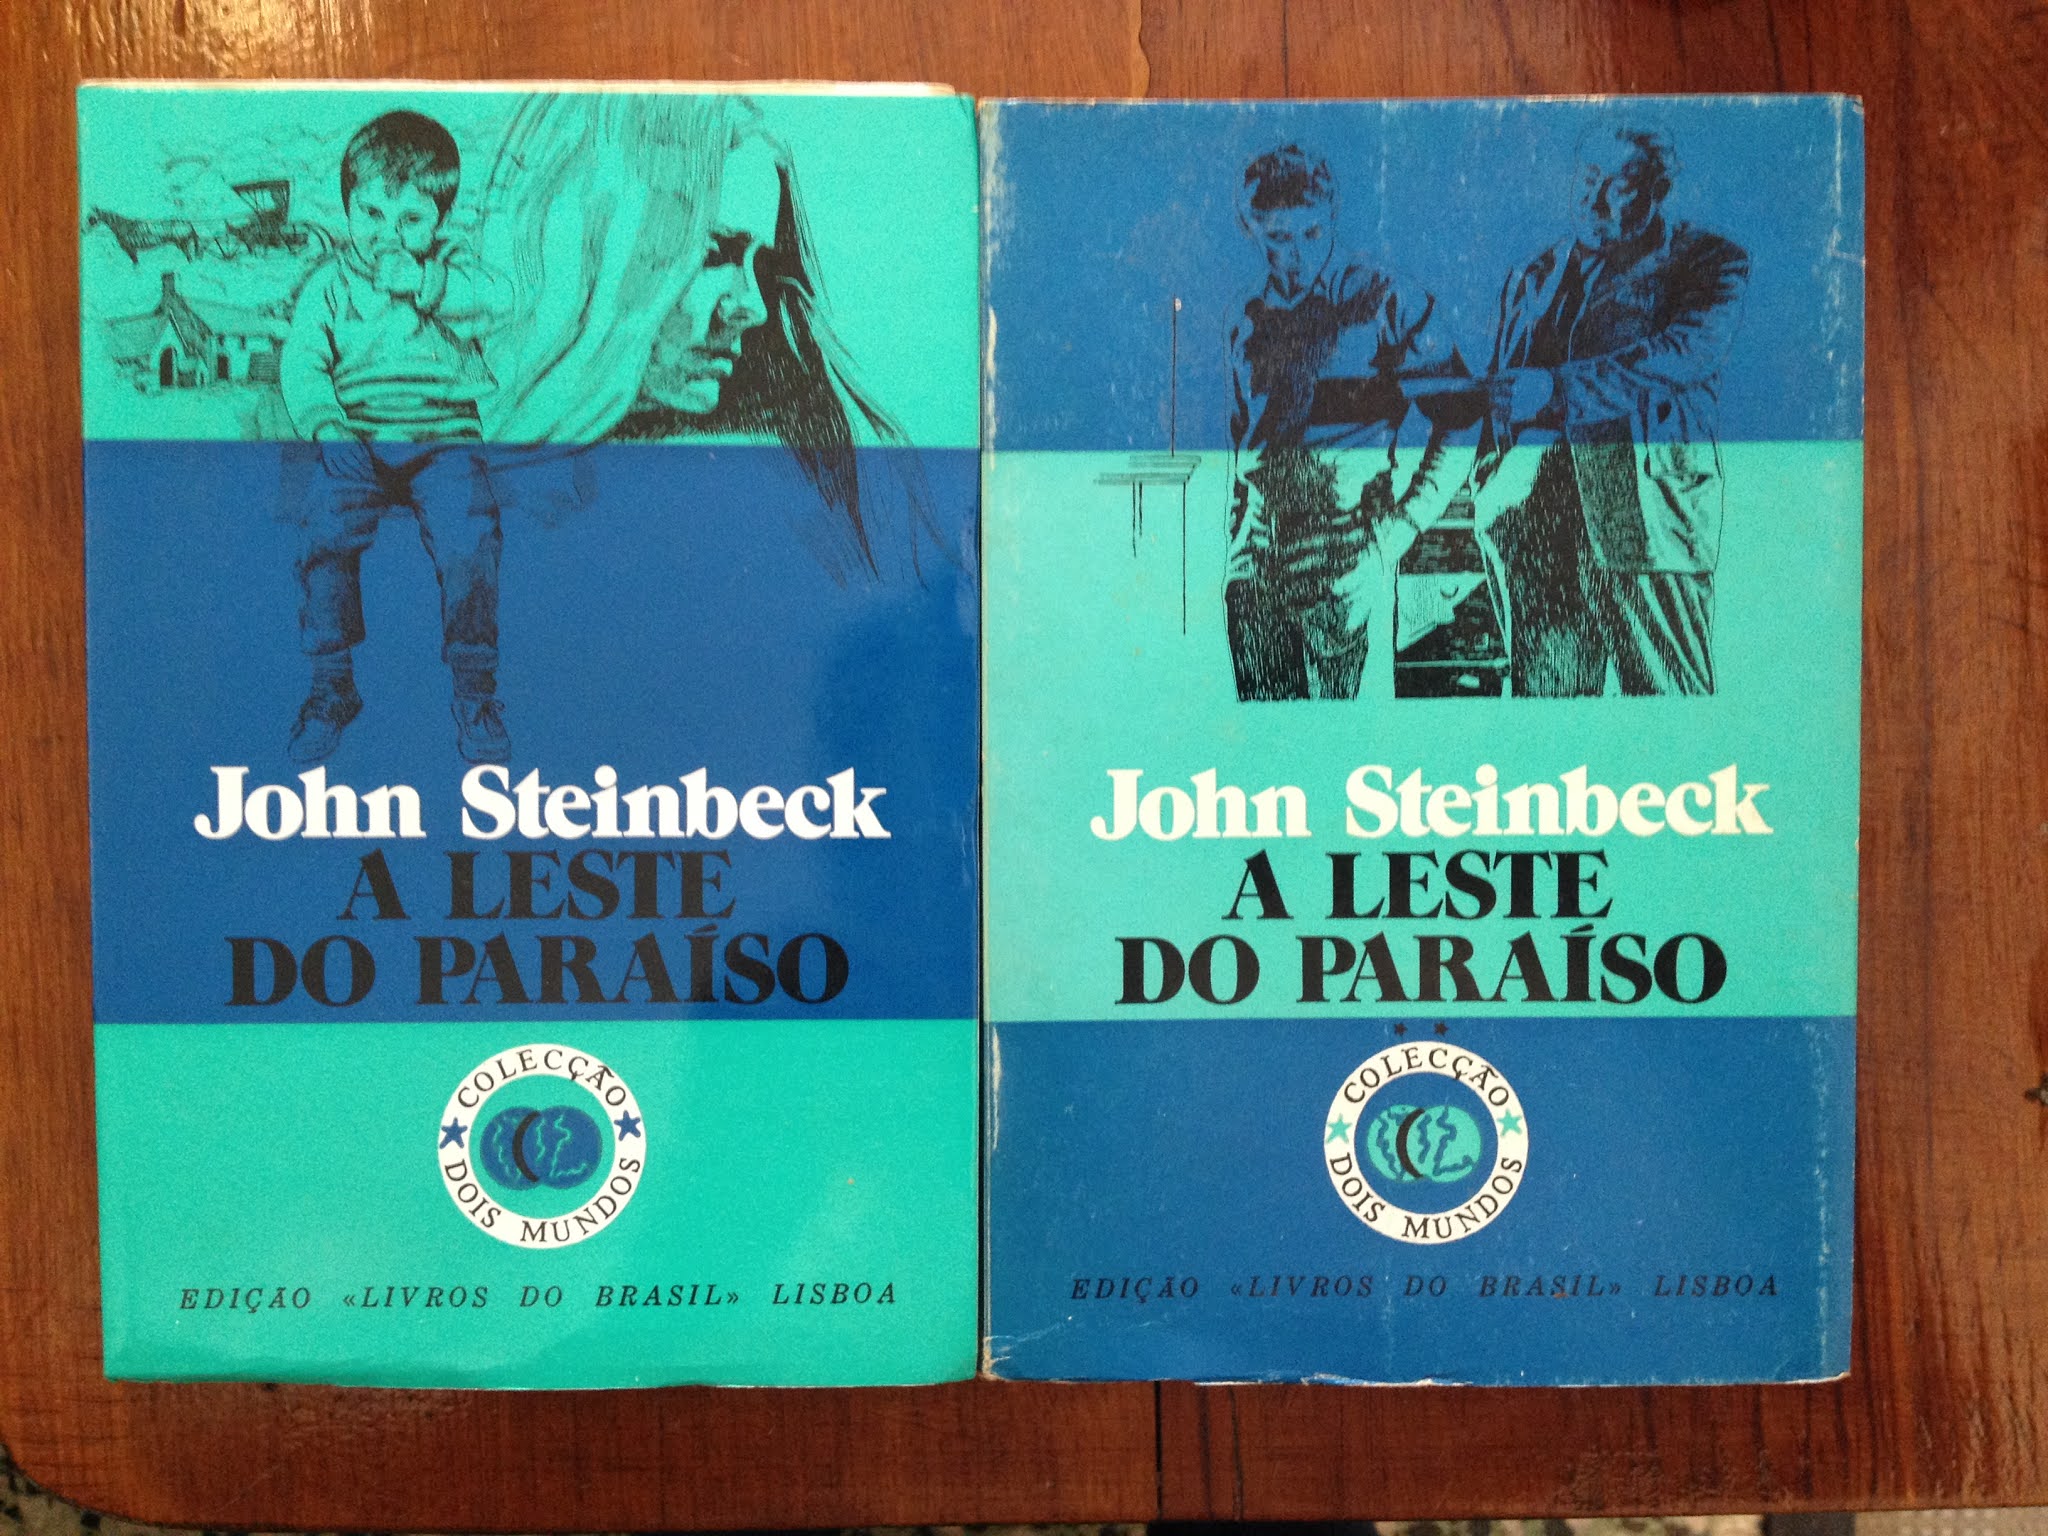 John Steinbeck
A LESTE
DO PARAÍSO
COLECÇÃO
DOIS MUNDOS
EDIÇÃO «LIVROS DO BRASIL» LISBOA
John Steinbeck
A LESTE
DO PARAÍSO
COLECÇÃO
DOIS MUNDOS
EDIÇÃO «LIVROS DO BRASIL» LISBOA